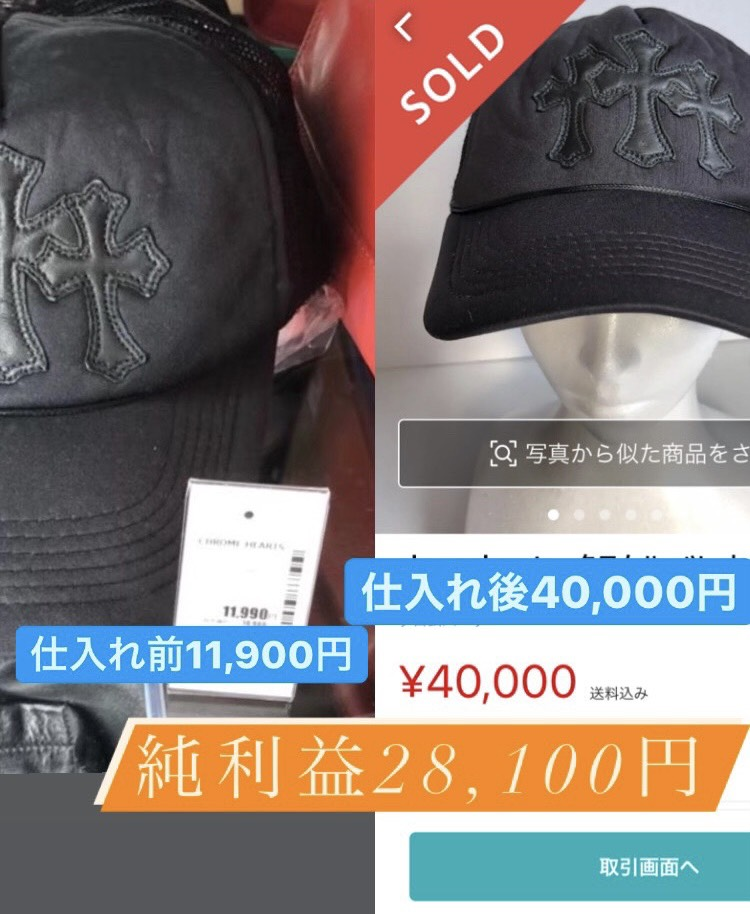 SOLD
写真から似た商品をさ
CHROME HEARTS
11,990
仕入れ後40,000円
仕入れ前11,900円
¥40,000 送料込み
純利益28,100円
取引画面へ